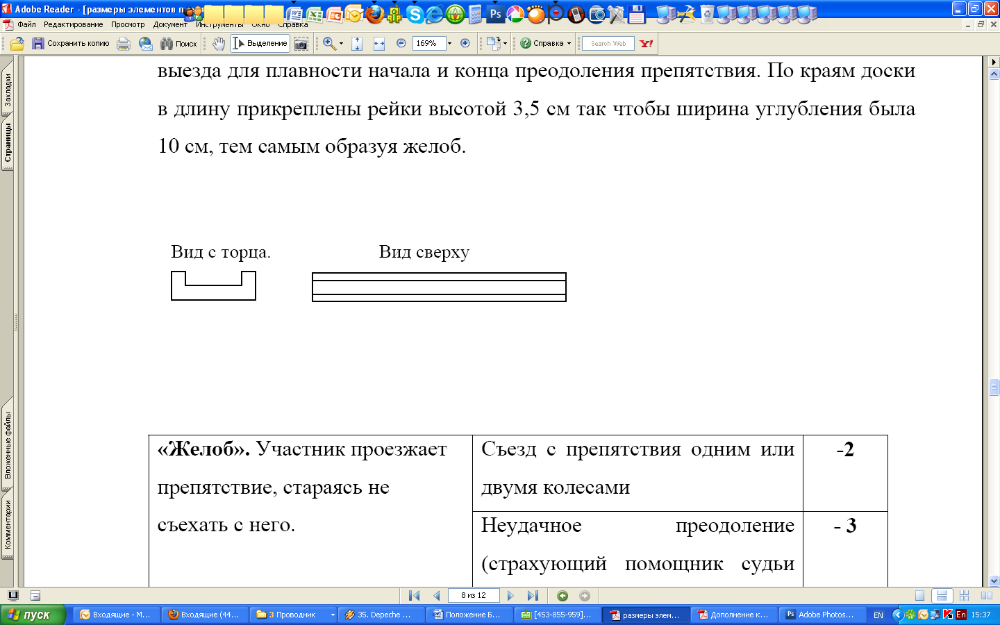 Adobe Reader - [размеры элементов п
Файл Редактирование Просмотр Документ Инструменты Окно Справка
Сохранить копию Поиск Выделение 169% Справка Search Web Y!
Закладки
Страницы
Вложенные файлы
Комментарии
выезда для плавности начала и конца преодоления препятствия. По краям доски
в длину прикреплены рейки высотой 3,5 см так чтобы ширина углубления была
10 см, тем самым образуя желоб.
Вид с торца. Вид сверху
«Желоб». Участник проезжает
препятствие, стараясь не
съехать с него.
Съезд с препятствия одним или
двумя колесами
-2
Неудачное преодоление
(страхующий помощник судьи
- 3
8 из 12
пуск Входящие - М... Входящие (44... 3 Проводник 35. Depeche ... Положение Б... [453-855-959]... размеры элем... Дополнение к... Adobe Photos... EN En 15:37